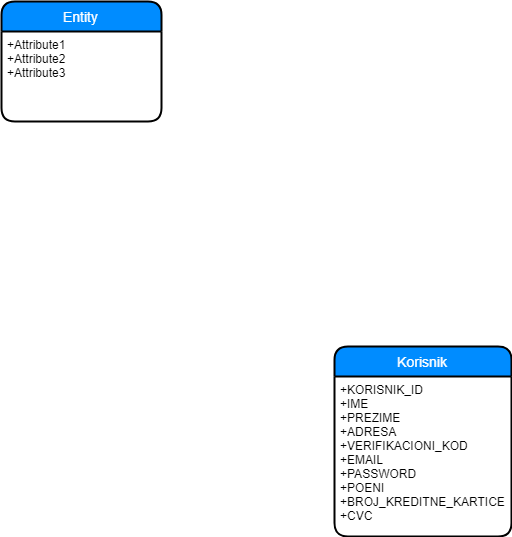 Entity
+Attribute1
+Attribute2
+Attribute3
Korisnik
+KORISNIK_ID
+IME
+PREZIME
+ADRESA
+VERIFIKACIONI_KOD
+EMAIL
+PASSWORD
+POENI
+BROJ_KREDITNE_KARTICE
+CVC